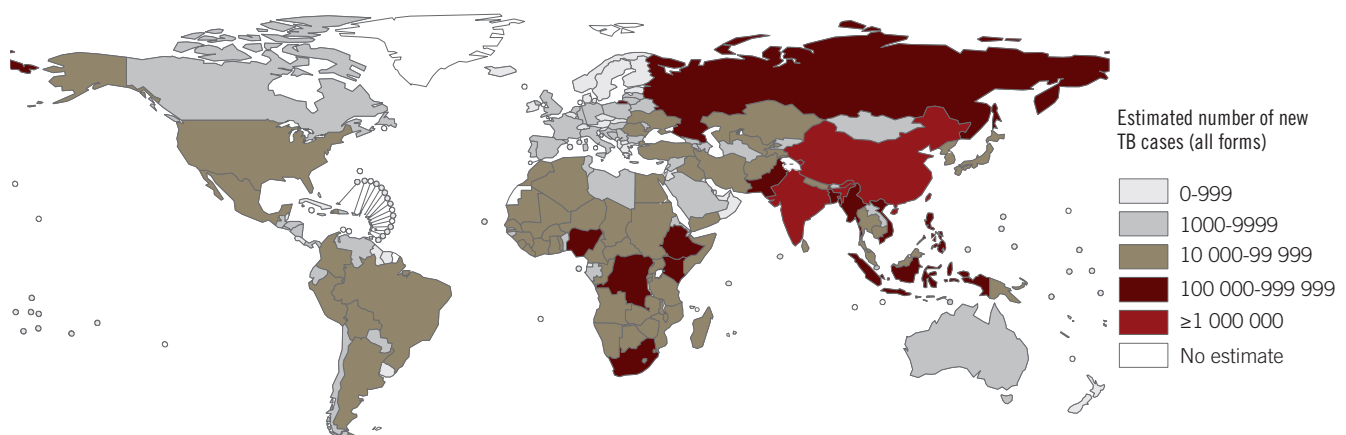 Estimated number of new
TB cases (all forms)
0-999
1000-9999
10 000-99 999
100 000-999 999
≥1 000 000
No estimate